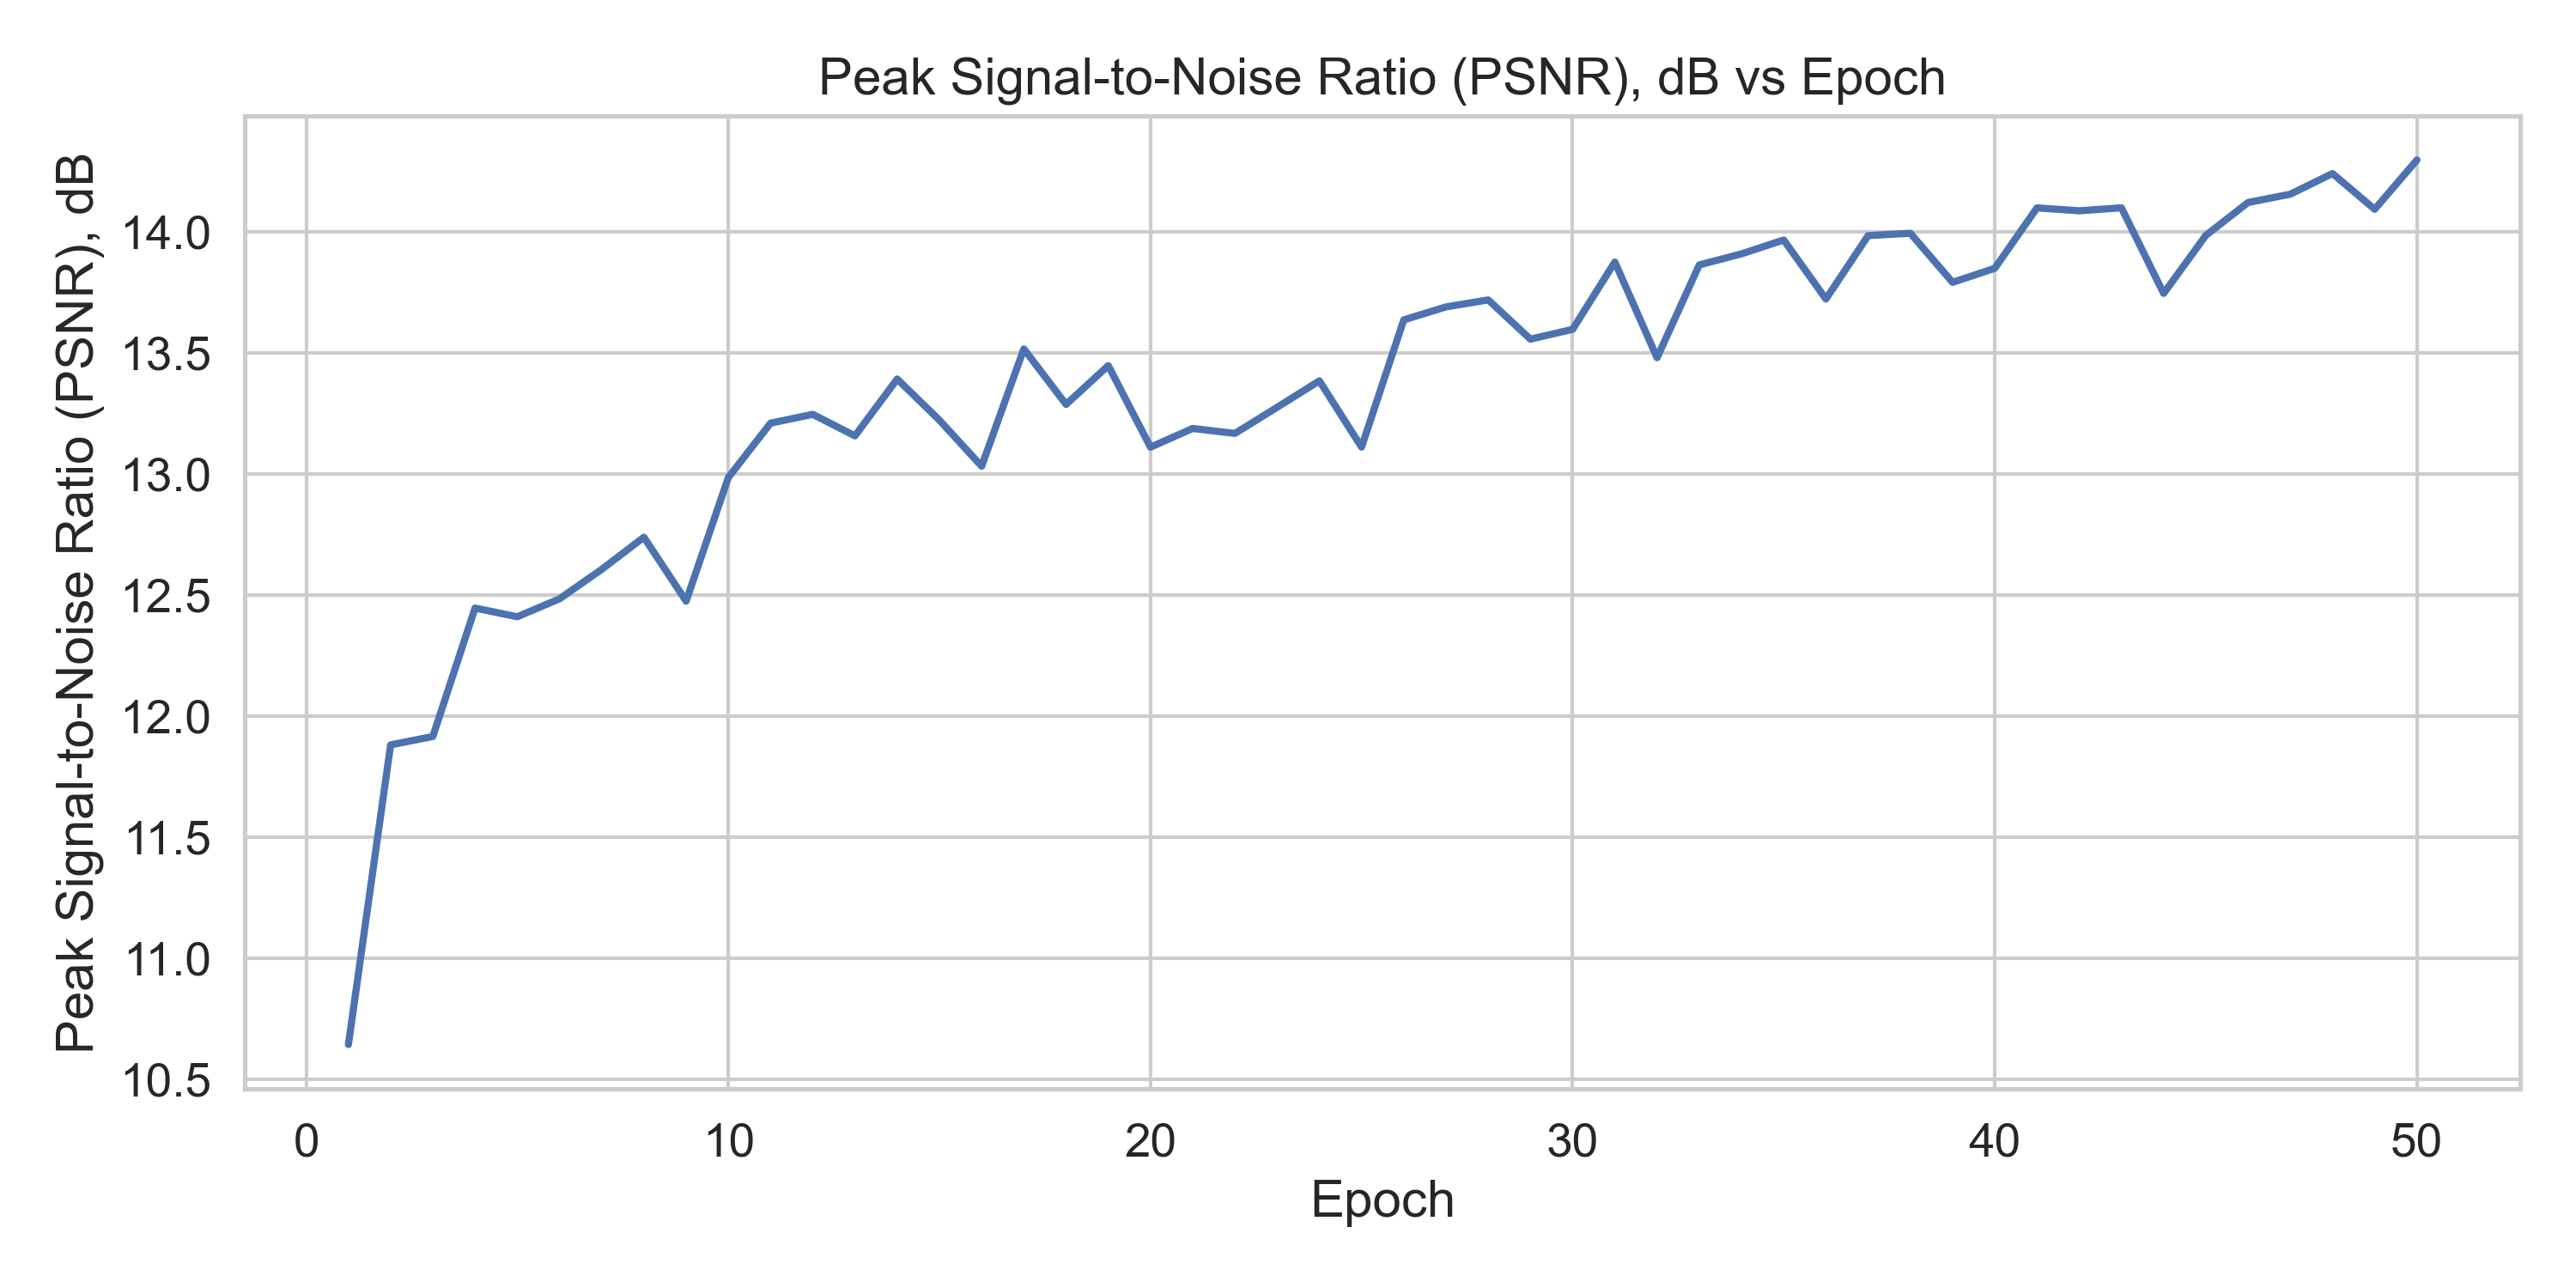 Peak Signal-to-Noise Ratio (PSNR), dB vs Epoch
Peak Signal-to-Noise Ratio (PSNR), dB
14.0
13.5
13.0
12.5
12.0
11.5
11.0
10.5
0 10 20 30 40 50
Epoch